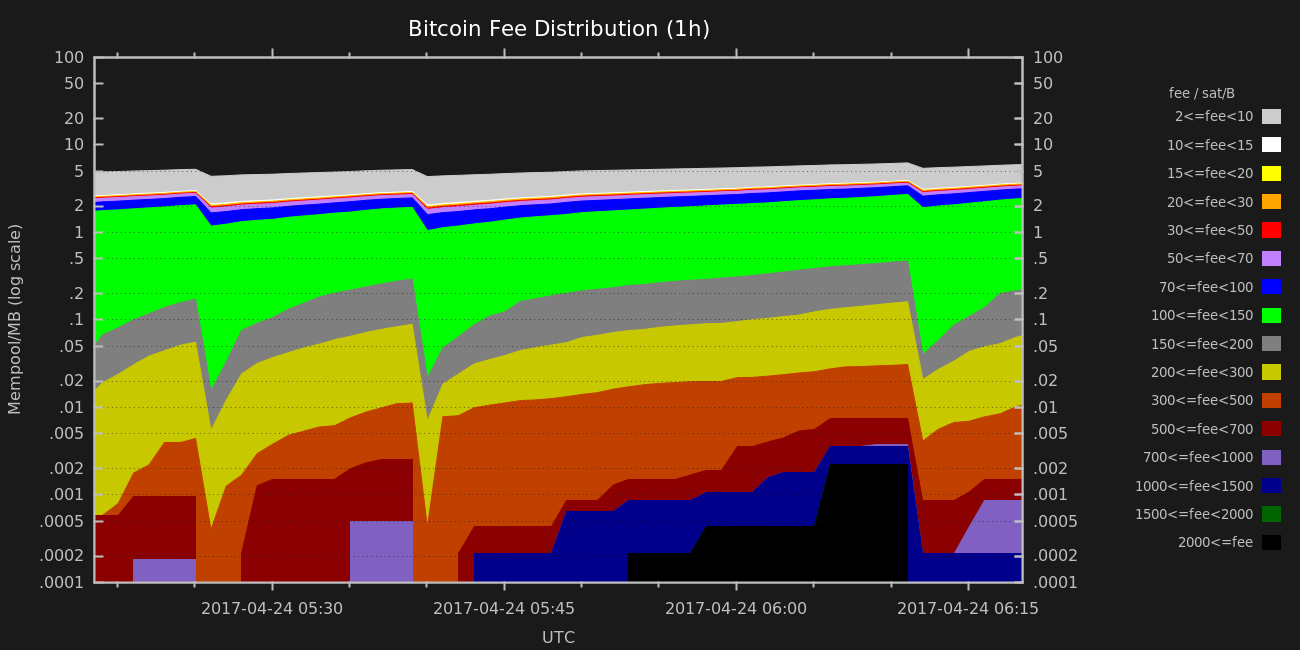 Bitcoin Fee Distribution (1h)
100
50
20
10
5
2
1
.5
.2
.1
.05
.02
.01
.005
.002
.001
.0005
.0002
.0001
Mempool/MB (log scale)
100
50
20
10
5
2
1
.5
.2
.1
.05
.02
.01
.005
.002
.001
.0005
.0002
.0001
2017-04-24 05:30
2017-04-24 05:45
2017-04-24 06:00
2017-04-24 06:15
UTC
fee / sat/B
2<=fee<10
10<=fee<15
15<=fee<20
20<=fee<30
30<=fee<50
50<=fee<70
70<=fee<100
100<=fee<150
150<=fee<200
200<=fee<300
300<=fee<500
500<=fee<700
700<=fee<1000
1000<=fee<1500
1500<=fee<2000
2000<=fee